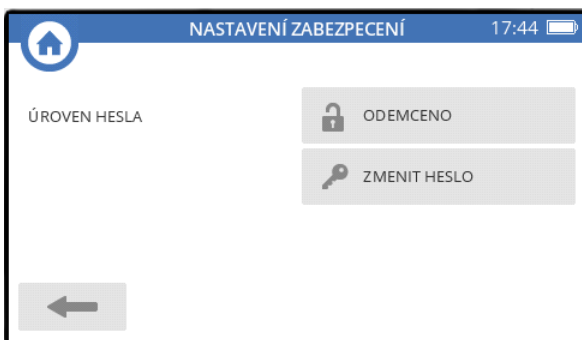 NASTAVENÍ ZABEZPECENÍ 17:44
ÚROVEN HESLA
ODEMCENO
ZMENIT HESLO